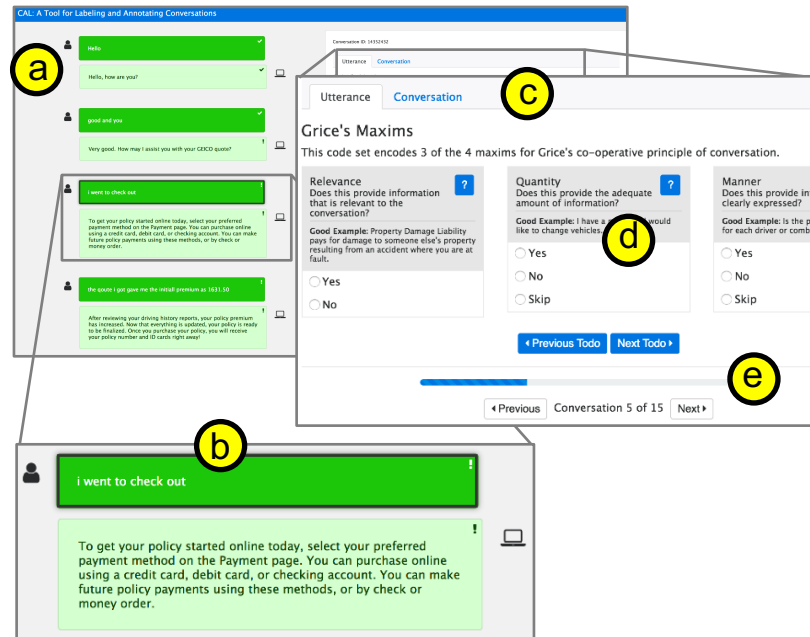 CAL: A Tool for Labeling and Annotating Conversations
a
Hello
Hello, how are you?
good and you
Very good. How may I assist you with your GEICO quote?
i went to check out
To get your policy started online today, select your preferred
payment method on the Payment page. You can purchase online
using a credit card, debit card, or checking account. You can make
future policy payments using these methods, or by check or
money order.
the qoute i got gave me the initiall premium as 1631.50
After reviewing your driving history reports, your policy premium
has increased. Now that everything is updated, your policy is ready
to be finalized. Once you purchase your policy, you will receive
your policy number and ID cards right away!
Conversation ID: 14352432
Utterance Conversation
c
Utterance Conversation
Grice's Maxims
This code set encodes 3 of the 4 maxims for Grice's co-operative principle of conversation.
Relevance ?
Does this provide information
that is relevant to the
conversation?
Good Example: Property Damage Liability
pays for damage to someone else's property
resulting from an accident where you are at
fault.
Yes
No
Quantity ?
Does this provide the adequate
amount of information?
Good Example: I have a would
like to change vehicles.
d
Yes
No
Skip
Manner
Does this provide in
clearly expressed?
Good Example: Is the p
for each driver or comb
Yes
No
Skip
Previous Todo Next Todo
e
Previous Conversation 5 of 15 Next
b
i went to check out
To get your policy started online today, select your preferred
payment method on the Payment page. You can purchase online
using a credit card, debit card, or checking account. You can make
future policy payments using these methods, or by check or
money order.